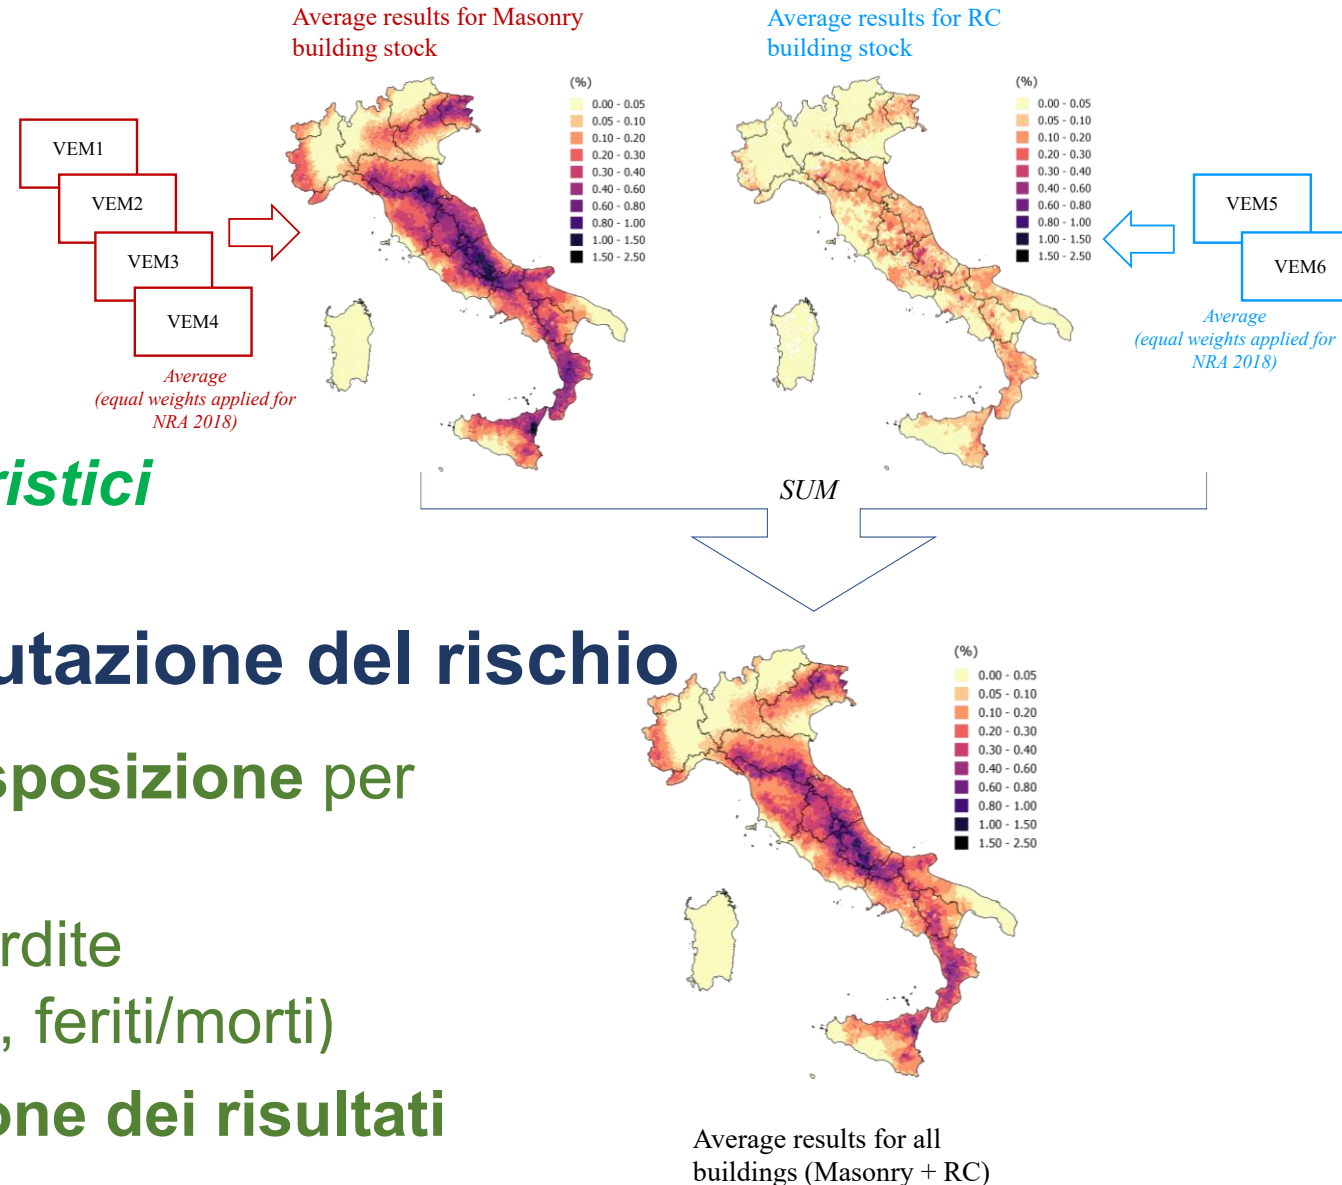 Average results for Masonry
building stock
Average results for RC
building stock
(%)
0.00 - 0.05
0.05 - 0.10
0.10 - 0.20
0.20 - 0.30
0.30 - 0.40
0.40 - 0.60
0.60 - 0.80
0.80 - 1.00
1.00 - 1.50
1.50 - 2.50
(%)
0.00 - 0.05
0.05 - 0.10
0.10 - 0.20
0.20 - 0.30
0.30 - 0.40
0.40 - 0.60
0.60 - 0.80
0.80 - 1.00
1.00 - 1.50
1.50 - 2.50
VEM1
VEM2
VEM3
VEM4
Average
(equal weights applied for
NRA 2018)
VEM5
VEM6
Average
(equal weights applied for
NRA 2018)
ristici
SUM
utazione del rischio
sposizione per
rdite
, feriti/morti)
one dei risultati
(%)
0.00 - 0.05
0.05 - 0.10
0.10 - 0.20
0.20 - 0.30
0.30 - 0.40
0.40 - 0.60
0.60 - 0.80
0.80 - 1.00
1.00 - 1.50
1.50 - 2.50
Average results for all
buildings (Masonry + RC)